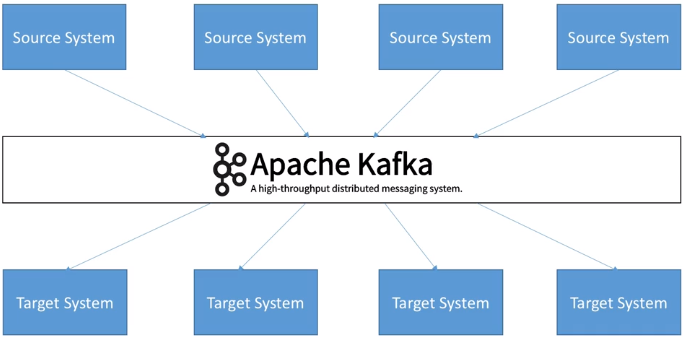 Source System
Source System
Source System
Source System
Apache Kafka
A high-throughput distributed messaging system.
Target System
Target System
Target System
Target System